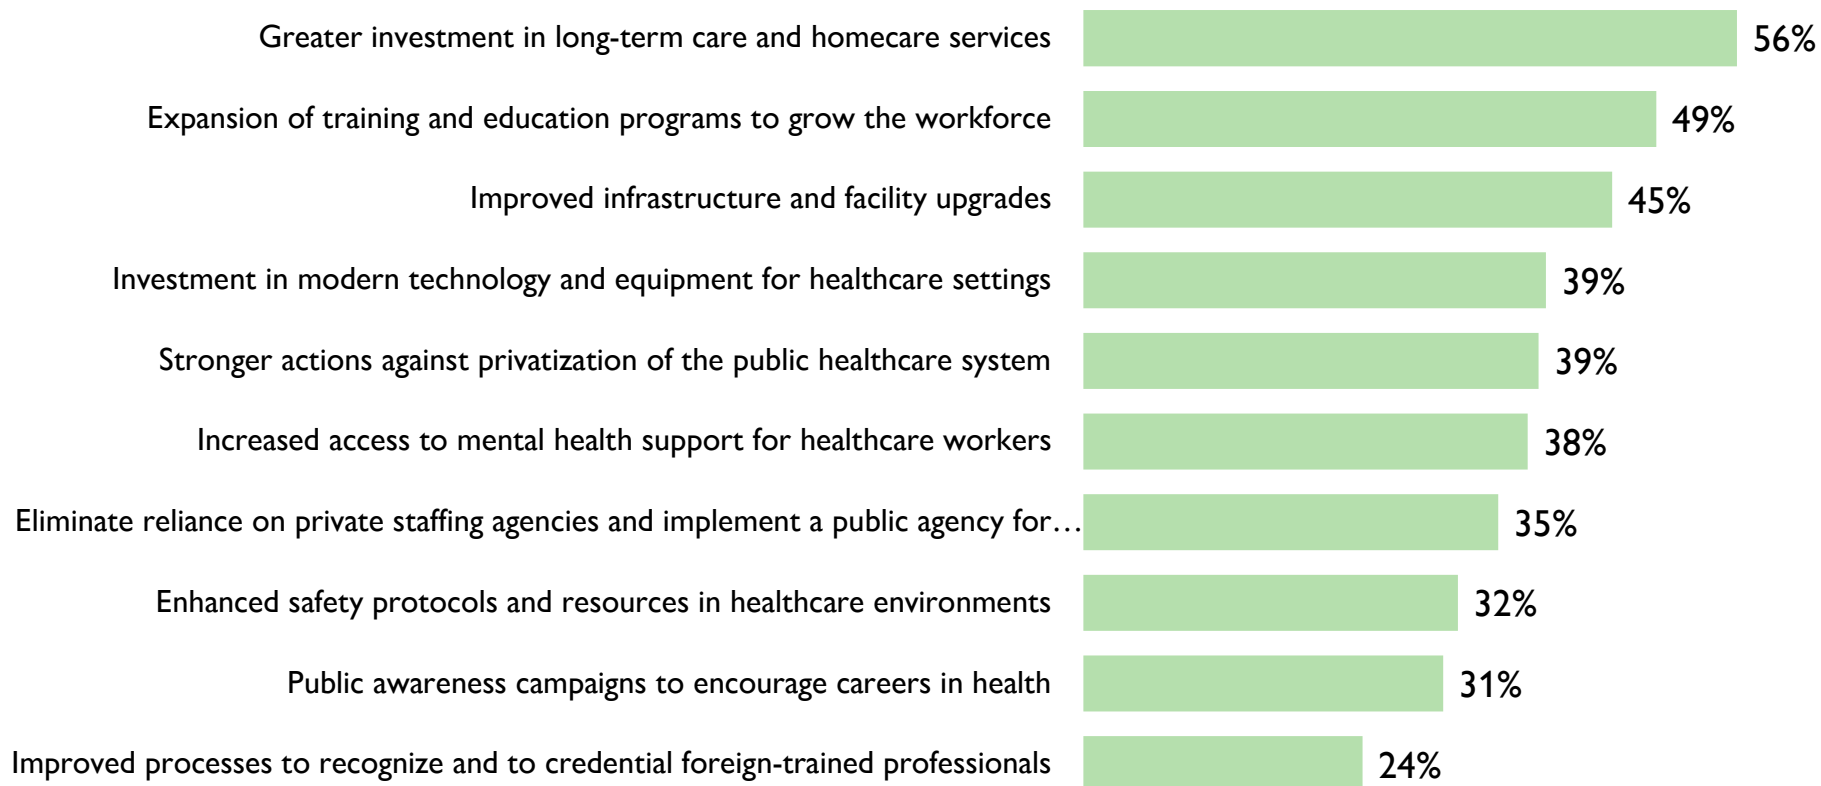 Greater investment in long-term care and homecare services 56%
Expansion of training and education programs to grow the workforce 49%
Improved infrastructure and facility upgrades 45%
Investment in modern technology and equipment for healthcare settings 39%
Stronger actions against privatization of the public healthcare system 39%
Increased access to mental health support for healthcare workers 38%
Eliminate reliance on private staffing agencies and implement a public agency for… 35%
Enhanced safety protocols and resources in healthcare environments 32%
Public awareness campaigns to encourage careers in health 31%
Improved processes to recognize and to credential foreign-trained professionals 24%